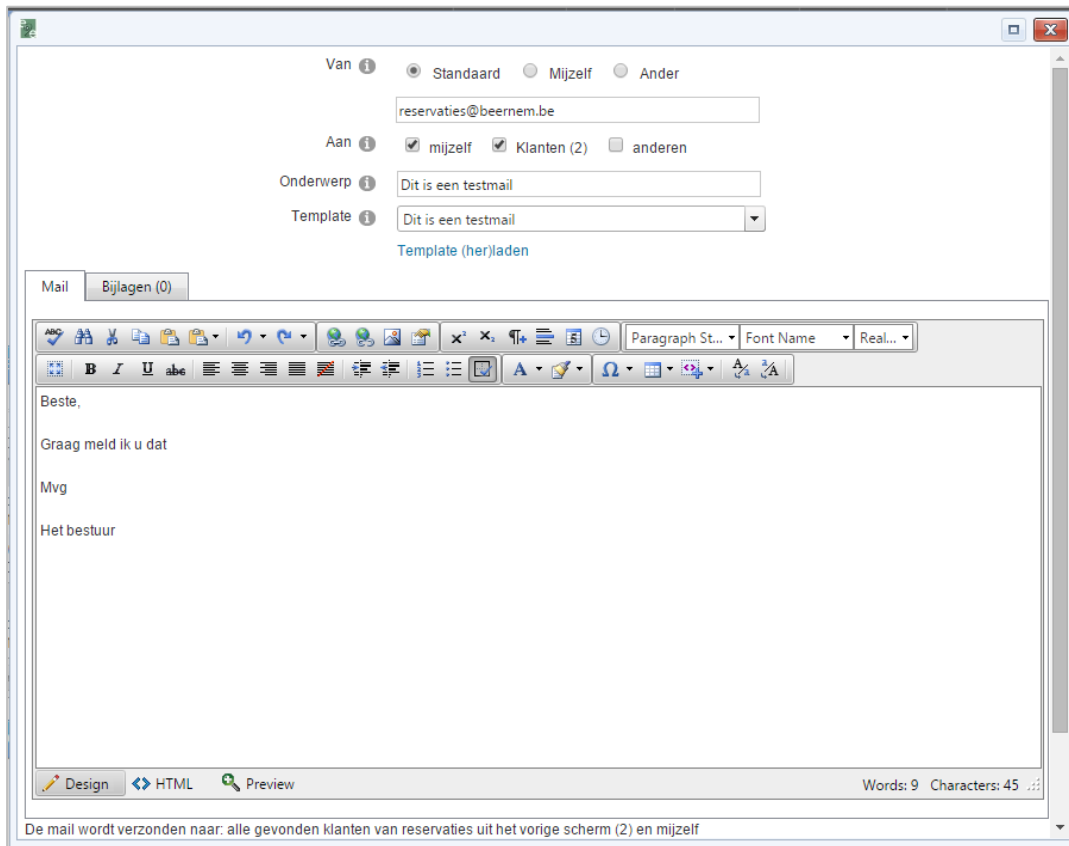 Van Standaard Mijzelf Ander
reservaties@beernem.be
Aan mijzelf Klanten (2) anderen
Onderwerp Dit is een testmail
Template Dit is een testmail
Template (her)laden
Mail Bijlagen (0)
Paragraph St... Font Name Real...
Beste,
Graag meld ik u dat
Mvg
Het bestuur
Design HTML Preview Words: 9 Characters: 45
De mail wordt verzonden naar: alle gevonden klanten van reservaties uit het vorige scherm (2) en mijzelf